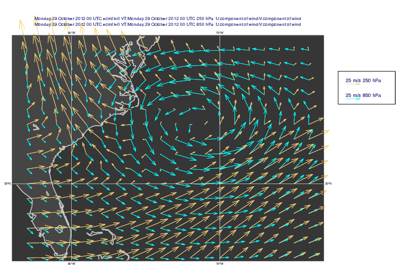 Monday 29 October 2012 00 UTC ecmf t+0 VT:Monday 29 October 2012 00 UTC 250 hPa U component of wind/V component of wind
Monday 29 October 2012 00 UTC ecmf t+0 VT:Monday 29 October 2012 00 UTC 850 hPa U component of wind/V component of wind
25 m/s 250 hPa
25 m/s 850 hPa